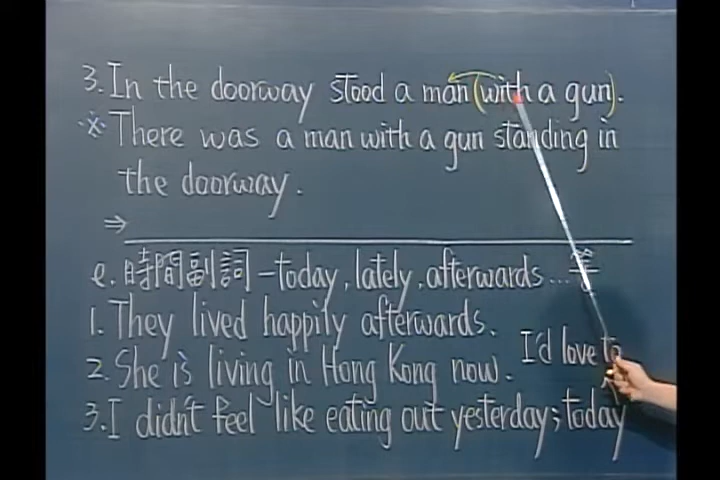 3. In the doorway stood a man (with a gun).
※ There was a man with a gun standing in
the doorway.
⇒
e. 時間副詞 – today, lately, afterwards... 等
1. They lived happily afterwards.
2. She is living in Hong Kong now.
I'd love to
3. I didn't feel like eating out yesterday; today